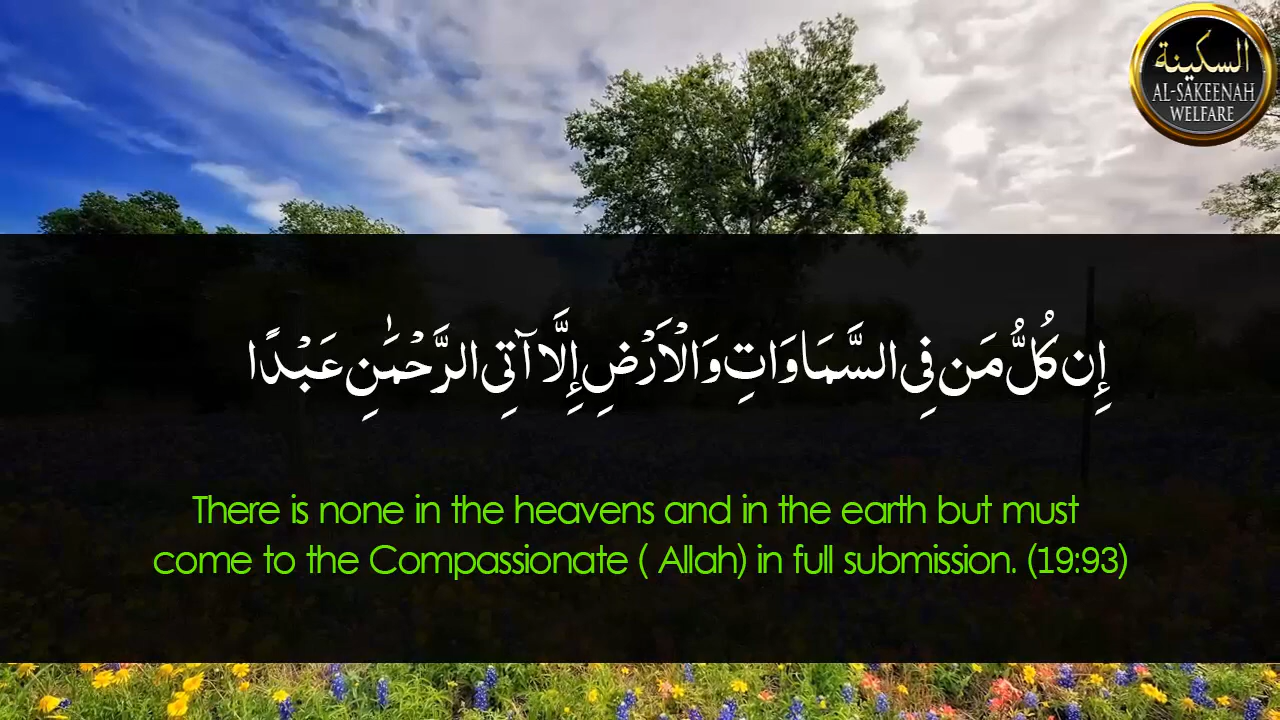 السكينة
AL-SAKEENAH
WELFARE
إِن كُلُّ مَن فِي السَّمَاوَاتِ وَالْاَرْضِ إِلَّا آتِي الرَّحْمَٰنِ عَبْدًا
There is none in the heavens and in the earth but must
come to the Compassionate ( Allah) in full submission. (19:93)